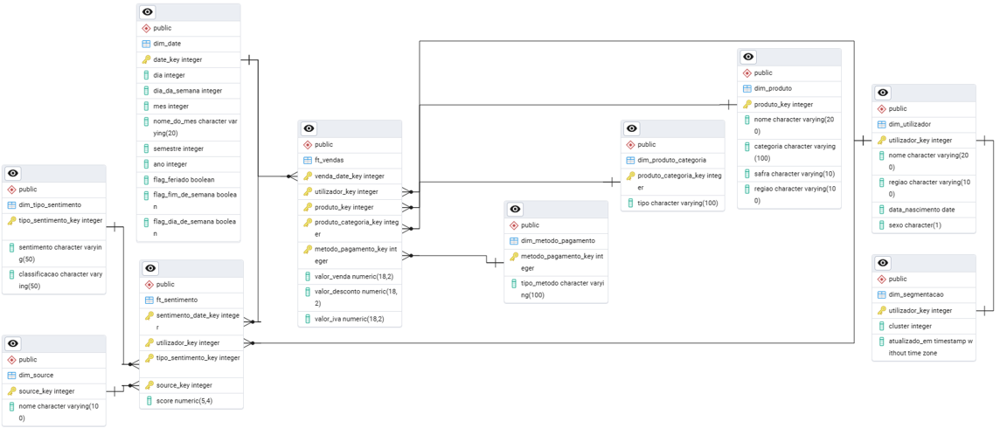 public
dim_date
date_key integer
dia integer
dia_da_semana integer
mes integer
nome_do_mes character var
ying(20)
semestre integer
ano integer
flag_feriado boolean
flag_fim_de_semana boolea
n
flag_dia_de_semana boolea
n
public
dim_tipo_sentimento
tipo_sentimento_key integer
sentimento character varyin
g(50)
classificacao character var
ying(50)
public
dim_source
source_key integer
nome character varying(10
0)
public
ft_sentimento
sentimento_date_key intege
r
utilizador_key integer
tipo_sentimento_key integer
source_key integer
score numeric(5,4)
public
ft_vendas
venda_date_key integer
utilizador_key integer
produto_key integer
produto_categoria_key integ
er
metodo_pagamento_key int
eger
valor_venda numeric(18,2)
valor_desconto numeric(18,
2)
valor_iva numeric(18,2)
public
dim_metodo_pagamento
metodo_pagamento_key int
eger
tipo_metodo character varyi
ng(100)
public
dim_produto_categoria
produto_categoria_key integ
er
tipo character varying(100)
public
dim_produto
produto_key integer
nome character varying(20
0)
categoria character varying
(100)
safra character varying(10)
regiao character varying(10
0)
public
dim_utilizador
utilizador_key integer
nome character varying(20
0)
regiao character varying(10
0)
data_nascimento date
sexo character(1)
public
dim_segmentacao
utilizador_key integer
cluster integer
atualizado_em timestamp w
ithout time zone